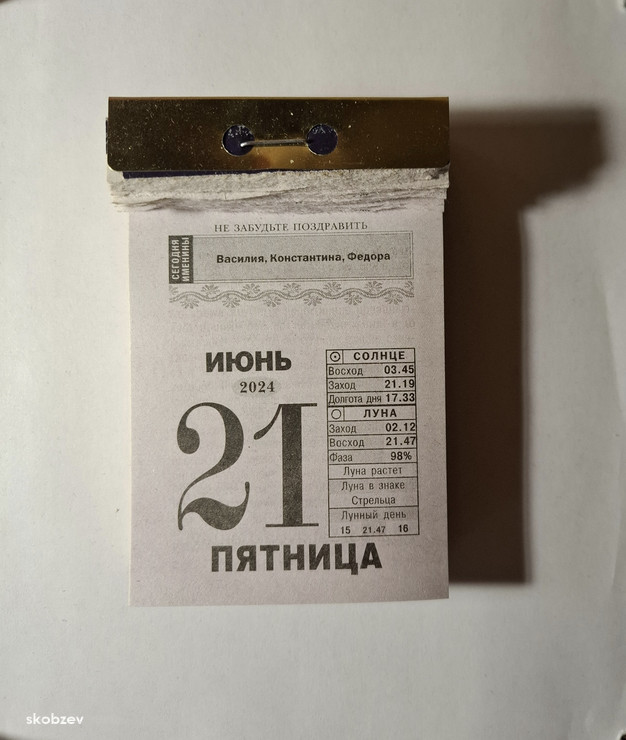 НЕ ЗАБУДЬТЕ ПОЗДРАВИТЬ
СЕГОДНЯ
ИМЕНИНЫ
Василия, Константина, Федора
ИЮНЬ
2024
21
ПЯТНИЦА
СОЛНЦЕ
Восход 03.45
Заход 21.19
Долгота дня 17.33
ЛУНА
Заход 02.12
Восход 21.47
Фаза 98%
Луна растет
Луна в знаке
Стрельца
Лунный день
15 21.47 16
skobzev